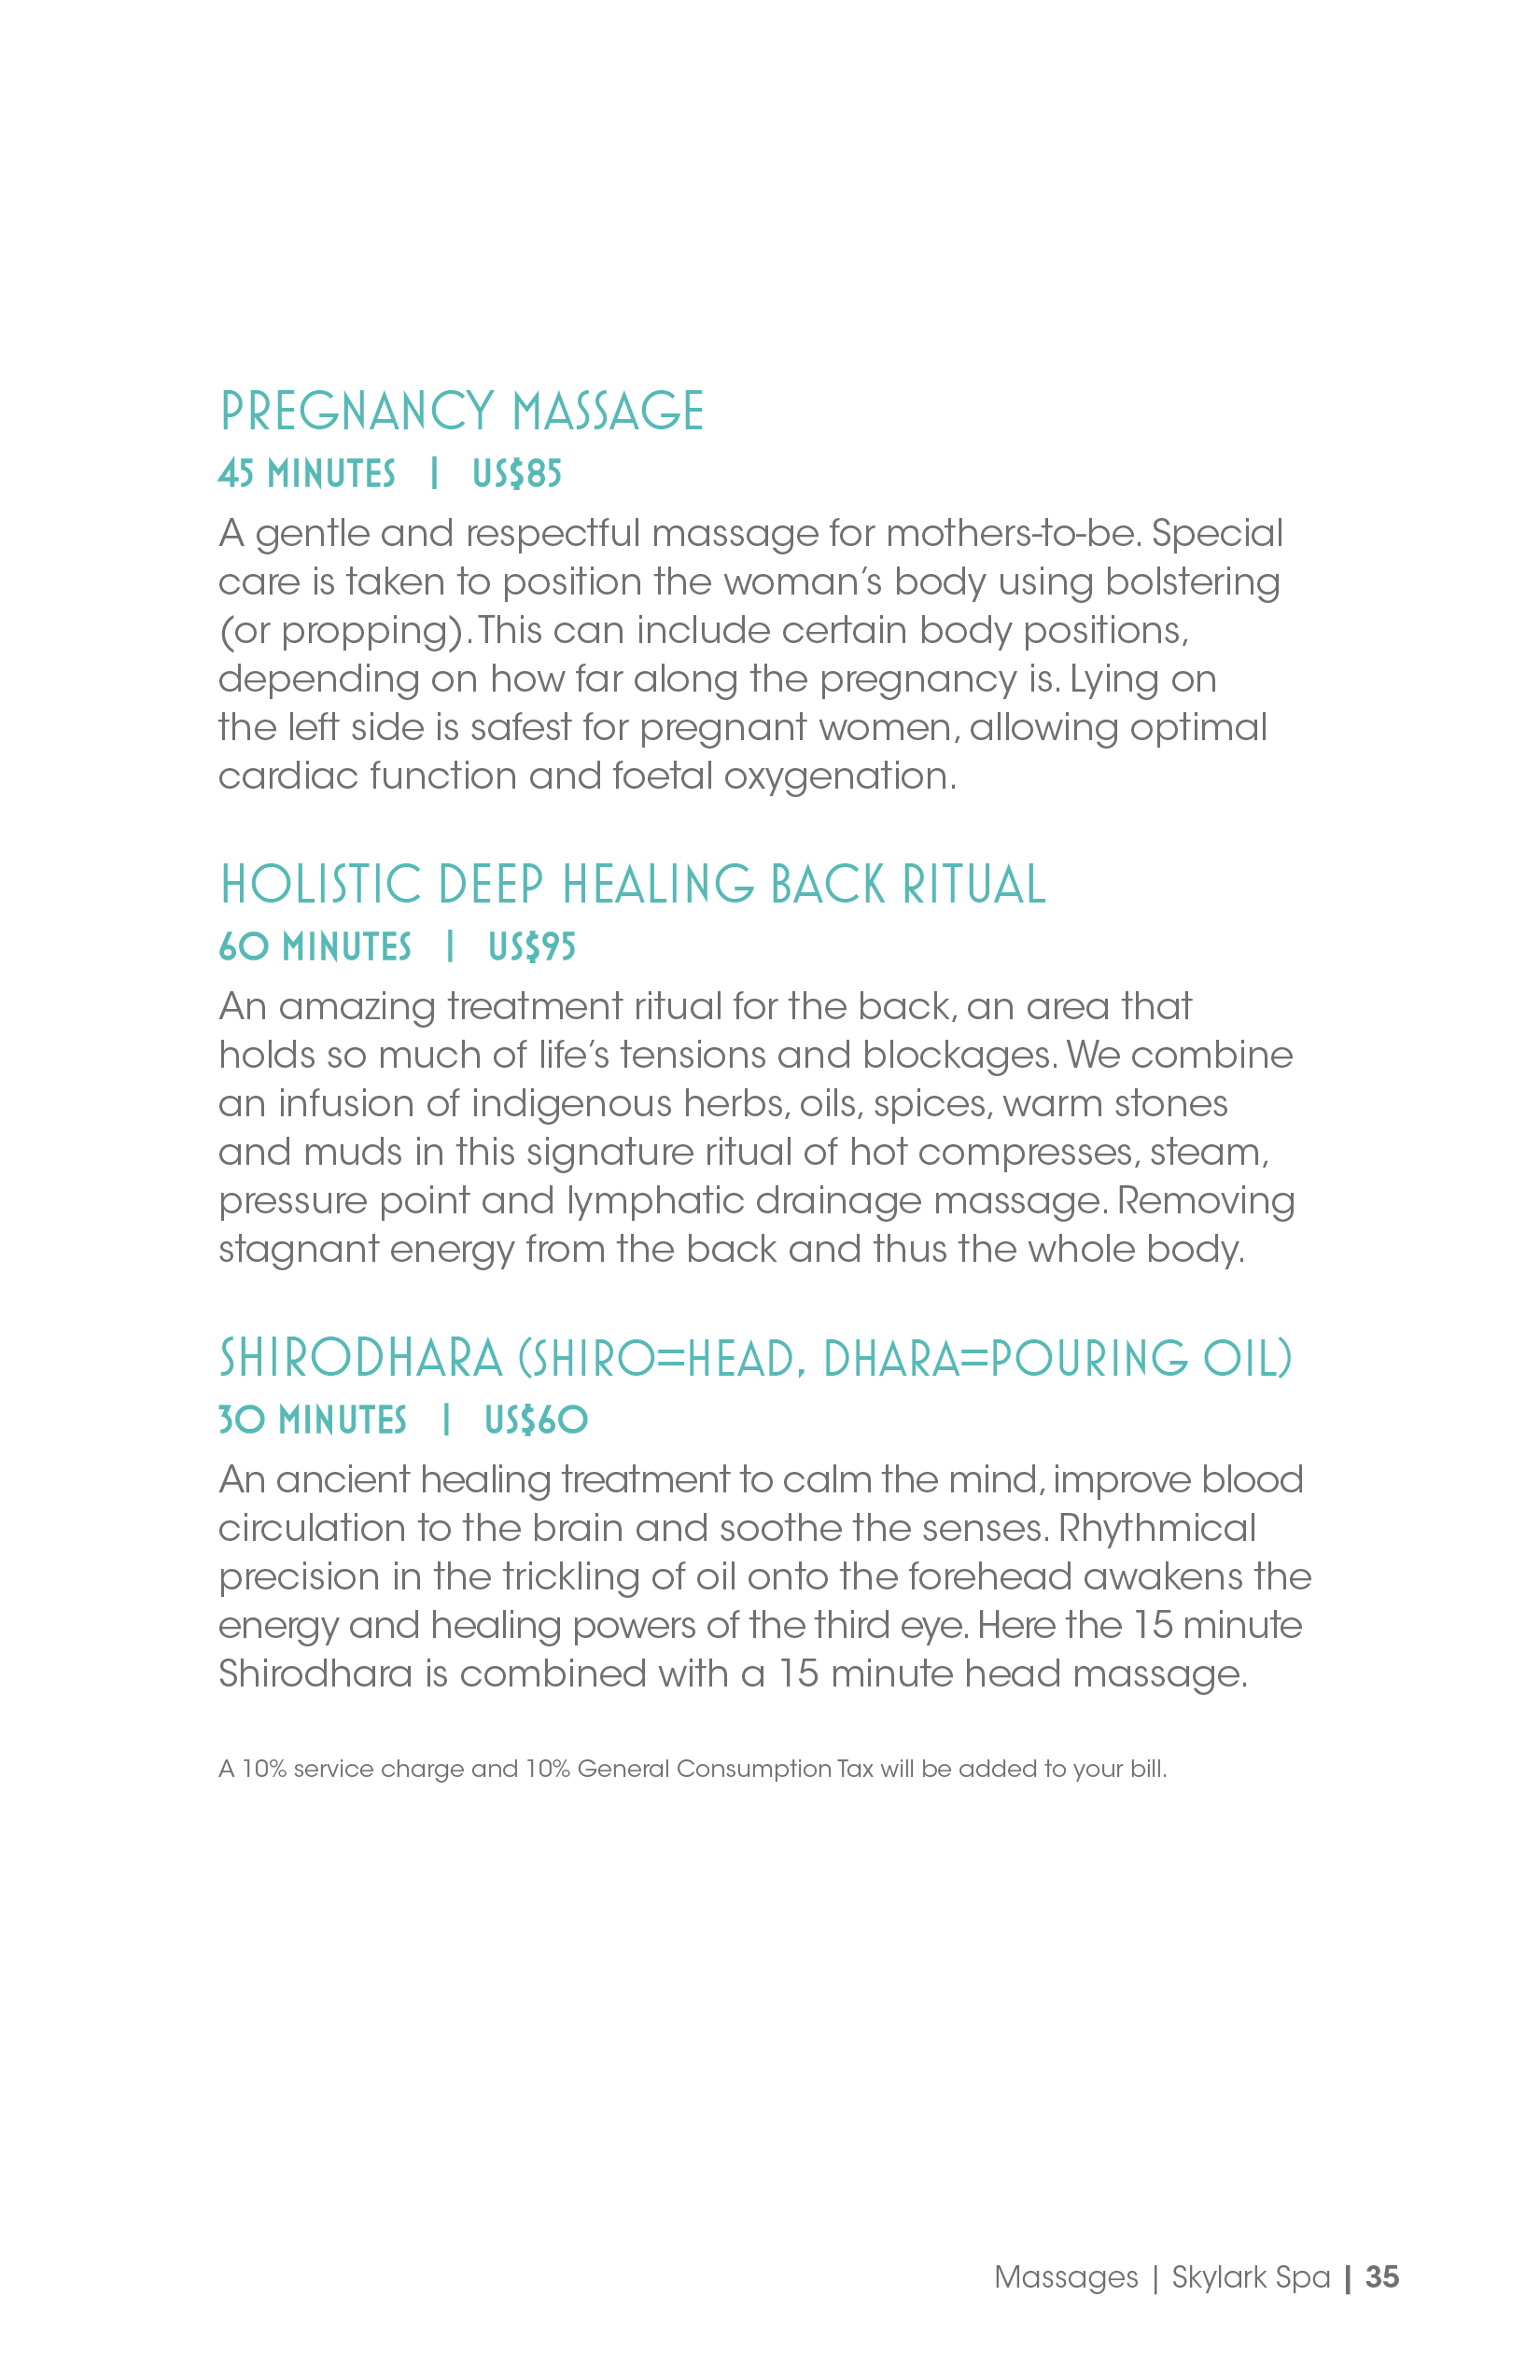 PREGNANCY MASSAGE
45 MINUTES | US$85
A gentle and respectful massage for mothers-to-be. Special
care is taken to position the woman's body using bolstering
(or propping). This can include certain body positions,
depending on how far along the pregnancy is. Lying on
the left side is safest for pregnant women, allowing optimal
cardiac function and foetal oxygenation.
HOLISTIC DEEP HEALING BACK RITUAL
60 MINUTES | US$95
An amazing treatment ritual for the back, an area that
holds so much of life's tensions and blockages. We combine
an infusion of indigenous herbs, oils, spices, warm stones
and muds in this signature ritual of hot compresses, steam,
pressure point and lymphatic drainage massage. Removing
stagnant energy from the back and thus the whole body.
SHIRODHARA (SHIRO=HEAD, DHARA=POURING OIL)
30 MINUTES | US$60
An ancient healing treatment to calm the mind, improve blood
circulation to the brain and soothe the senses. Rhythmical
precision in the trickling of oil onto the forehead awakens the
energy and healing powers of the third eye. Here the 15 minute
Shirodhara is combined with a 15 minute head massage.
A 10% service charge and 10% General Consumption Tax will be added to your bill.
Massages | Skylark Spa | 35